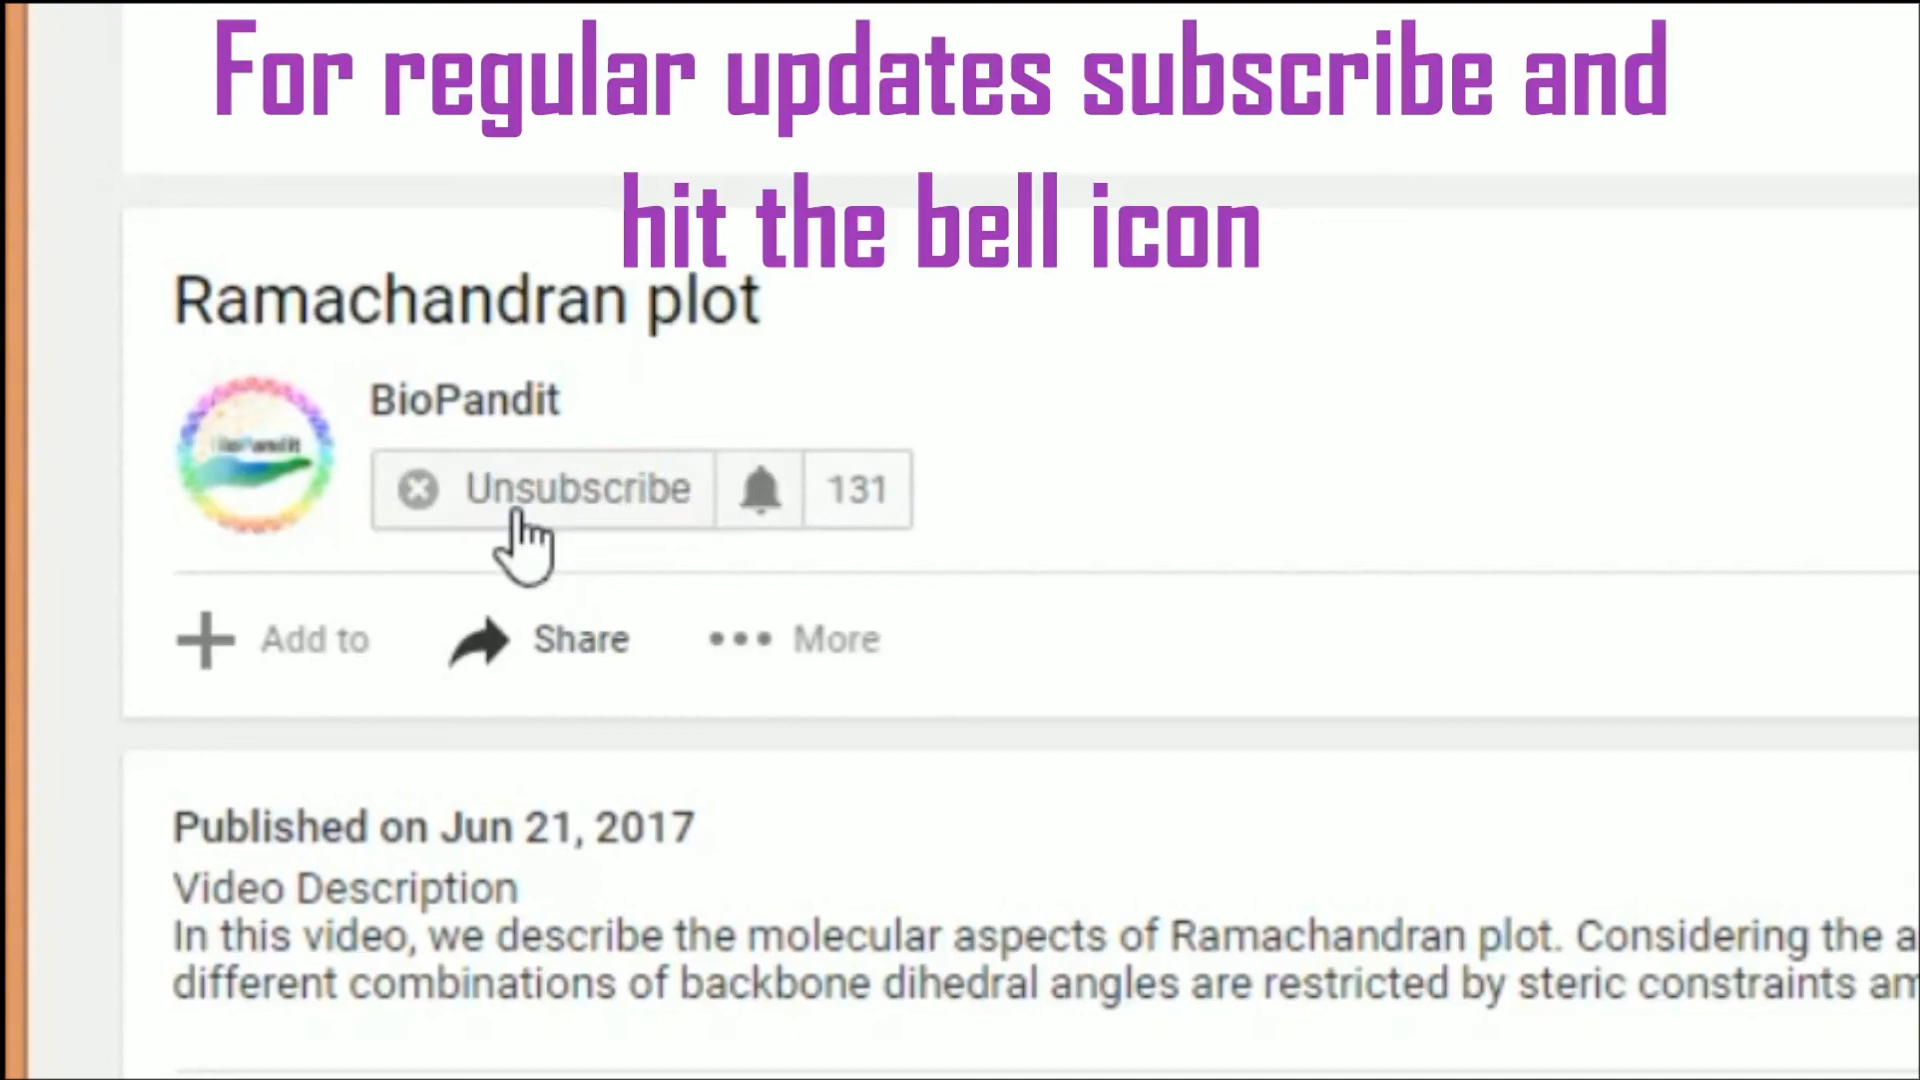 For regular updates subscribe and
hit the bell icon
Ramachandran plot
BioPandit
Unsubscribe 131
Add to Share More
Published on Jun 21, 2017
Video Description
In this video, we describe the molecular aspects of Ramachandran plot. Considering the
different combinations of backbone dihedral angles are restricted by steric constraints